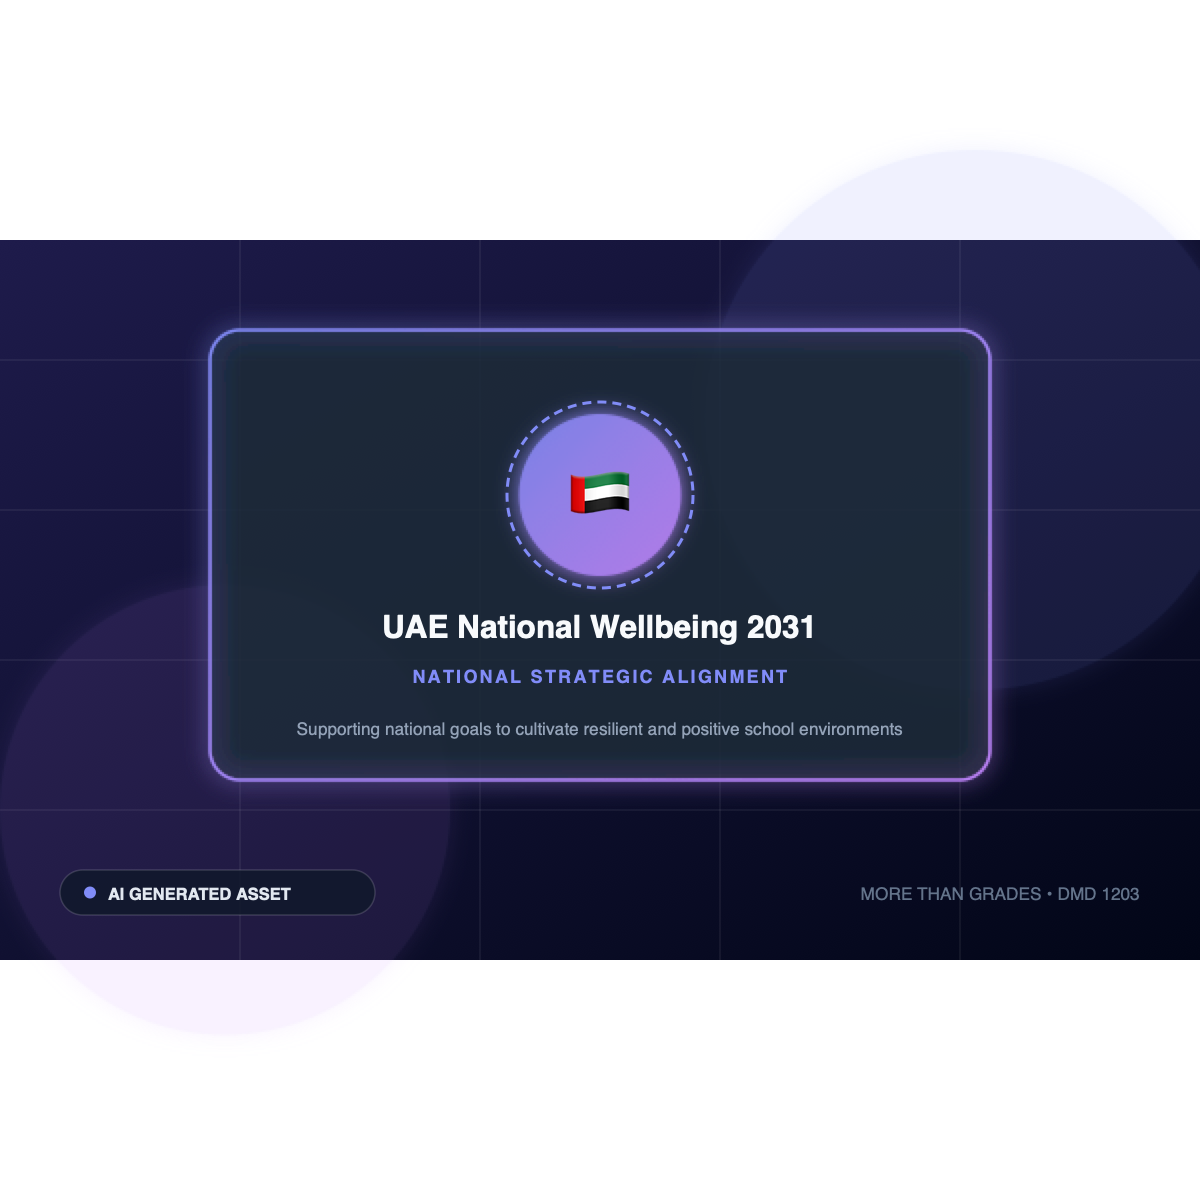 UAE National Wellbeing 2031
NATIONAL STRATEGIC ALIGNMENT
Supporting national goals to cultivate resilient and positive school environments
AI GENERATED ASSET
MORE THAN GRADES • DMD 1203